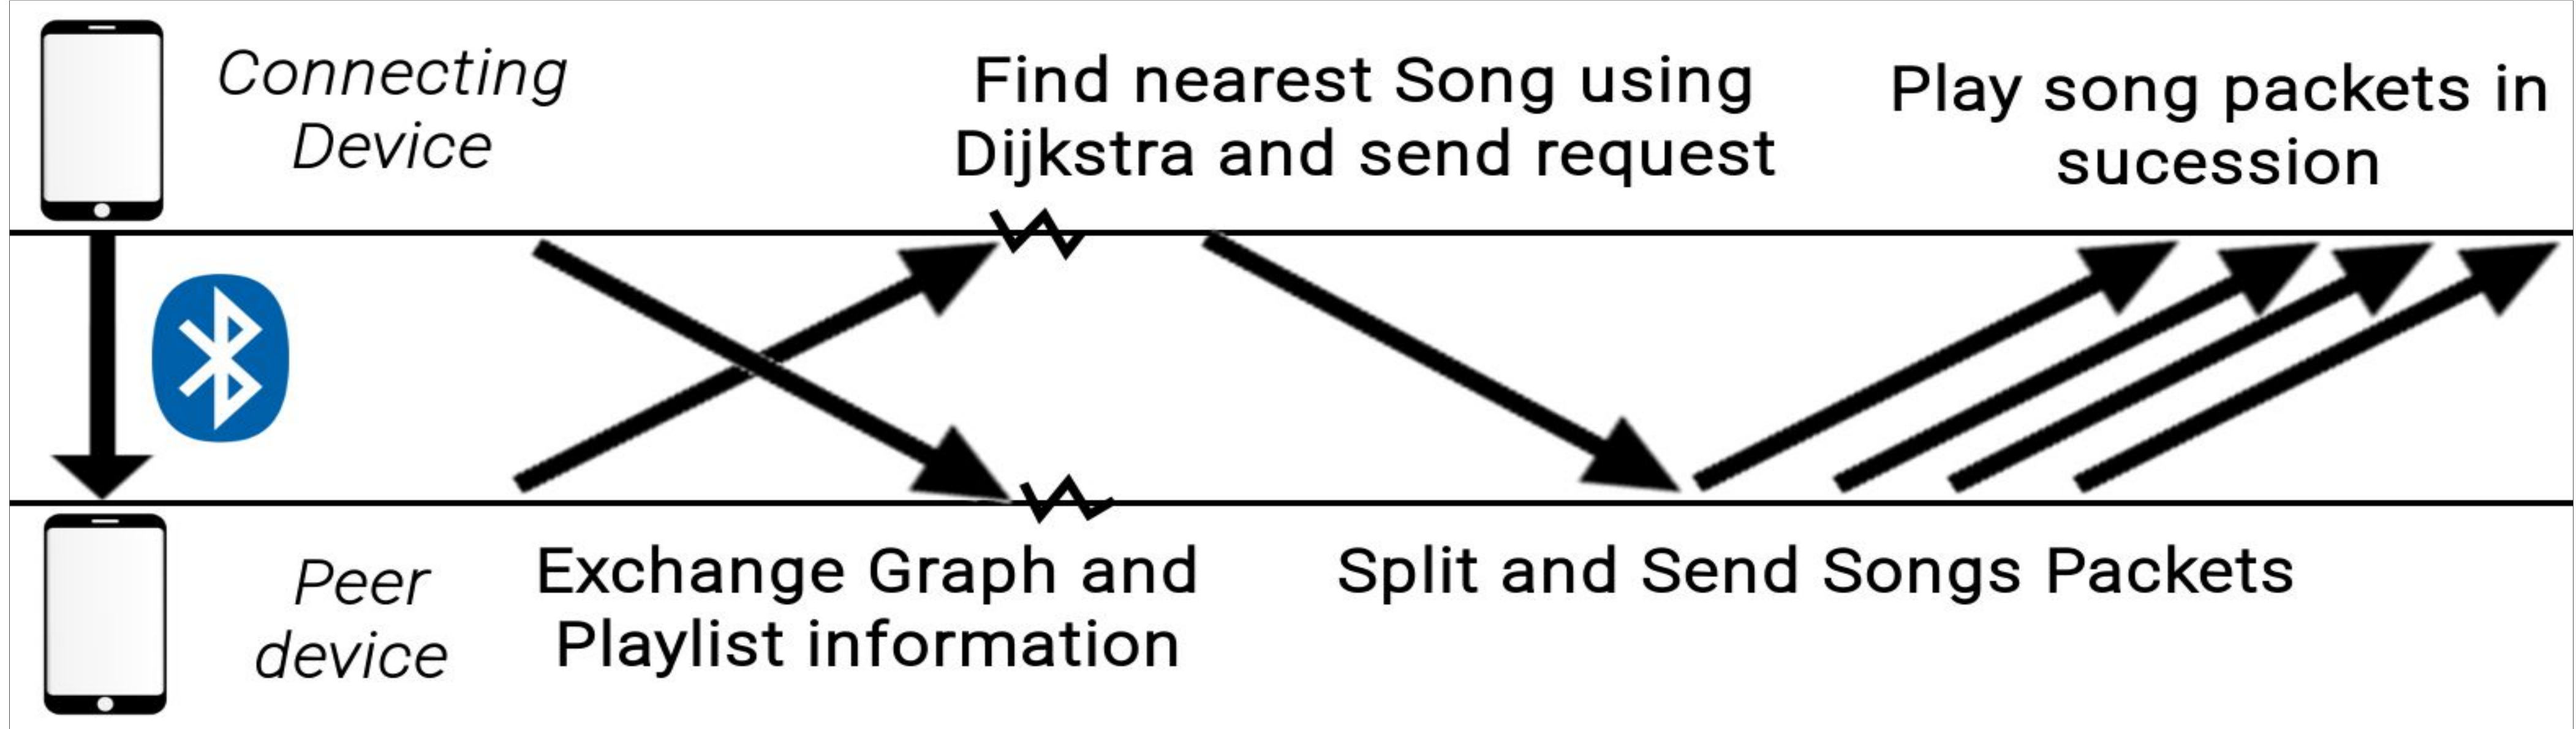 Connecting
Device
Find nearest Song using
Dijkstra and send request
Play song packets in
sucession
Peer
device
Exchange Graph and
Playlist information
Split and Send Songs Packets